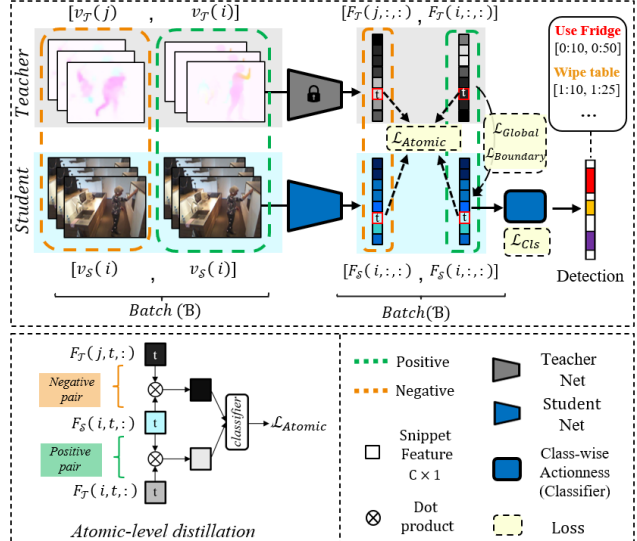 [v_𝒯(j) , v_𝒯(i)]
[F_𝒯(j,:,:) , F_𝒯(i,:,:)]
Teacher
t
t
ℒ_Atomic
ℒ_Global
ℒ_Boundary
Use Fridge
[0:10, 0:50]
Wipe table
[1:10, 1:25]
...
Student
t
t
ℒ_Cls
Detection
[v_𝒮(i) , v_𝒮(i)]
[F_𝒮(i,:,:) , F_𝒮(i,:,:)]
Batch (ℬ)
Batch(ℬ)
F_𝒯(j,t,:)
t
Negative
pair
F_𝒮(i,t,:)
t
classifier
ℒ_Atomic
Positive
pair
F_𝒯(i,t,:)
t
Atomic-level distillation
Positive
Negative
Snippet
Feature
C × 1
Dot
product
Teacher
Net
Student
Net
Class-wise
Actionness
(Classifier)
Loss